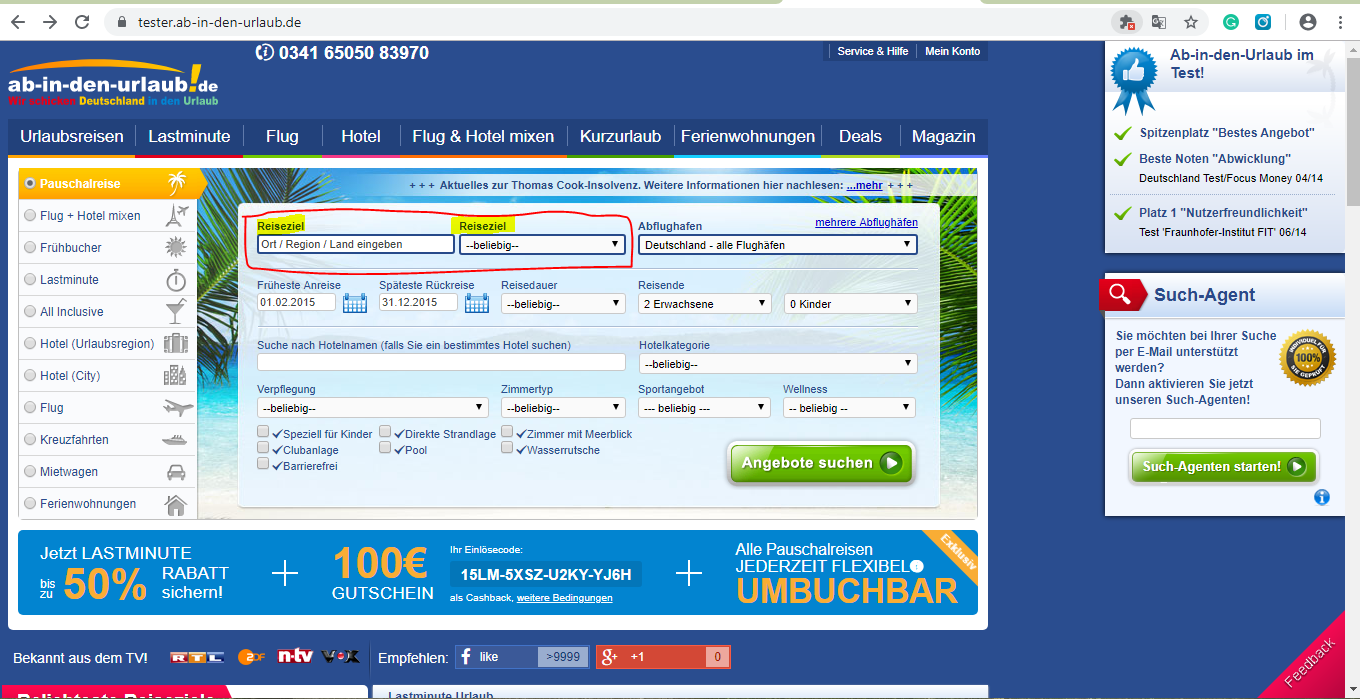 tester.ab-in-den-urlaub.de
0341 65050 83970
Service & Hilfe
Mein Konto
ab-in-den-urlaub!.de
Wir schicken Deutschland in den Urlaub
Urlaubsreisen
Lastminute
Flug
Hotel
Flug & Hotel mixen
Kurzurlaub
Ferienwohnungen
Deals
Magazin
Pauschalreise
Flug + Hotel mixen
Frühbucher
Lastminute
All Inclusive
Hotel (Urlaubsregion)
Hotel (City)
Flug
Kreuzfahrten
Mietwagen
Ferienwohnungen
+ + + Aktuelles zur Thomas Cook-Insolvenz. Weitere Informationen hier nachlesen: ...mehr + + +
Reiseziel
Reiseziel
Abflughafen
mehrere Abflughäfen
Ort / Region / Land eingeben
--beliebig--
Deutschland - alle Flughäfen
Früheste Anreise
Späteste Rückreise
Reisedauer
Reisende
01.02.2015
31.12.2015
--beliebig--
2 Erwachsene
0 Kinder
Suche nach Hotelnamen (falls Sie ein bestimmtes Hotel suchen)
Hotelkategorie
--beliebig--
Verpflegung
Zimmertyp
Sportangebot
Wellness
--beliebig--
--beliebig--
--- beliebig ---
-- beliebig --
Speziell für Kinder
Direkte Strandlage
Zimmer mit Meerblick
Clubanlage
Pool
Wasserrutsche
Barrierefrei
Angebote suchen
Jetzt LASTMINUTE
bis zu 50% RABATT sichern!
100€
GUTSCHEIN
Ihr Einlösecode:
15LM-5XSZ-U2KY-YJ6H
als Cashback, weitere Bedingungen
Alle Pauschalreisen
JEDERZEIT FLEXIBEL
UMBUCHBAR
Exklusiv
Bekannt aus dem TV!
RTL
ZDF
n-tv
VOX
Empfehlen:
f like
>9999
g+ +1
0
Beliebteste Reiseziele
Lastminute Urlaub
Ab-in-den-Urlaub im
Test!
Spitzenplatz "Bestes Angebot"
Beste Noten "Abwicklung"
Deutschland Test/Focus Money 04/14
Platz 1 "Nutzerfreundlichkeit"
Test 'Fraunhofer-Institut FIT' 06/14
Such-Agent
Sie möchten bei Ihrer Suche
per E-Mail unterstützt
werden?
Dann aktivieren Sie jetzt
unseren Such-Agenten!
100%
Such-Agenten starten!
Feedback